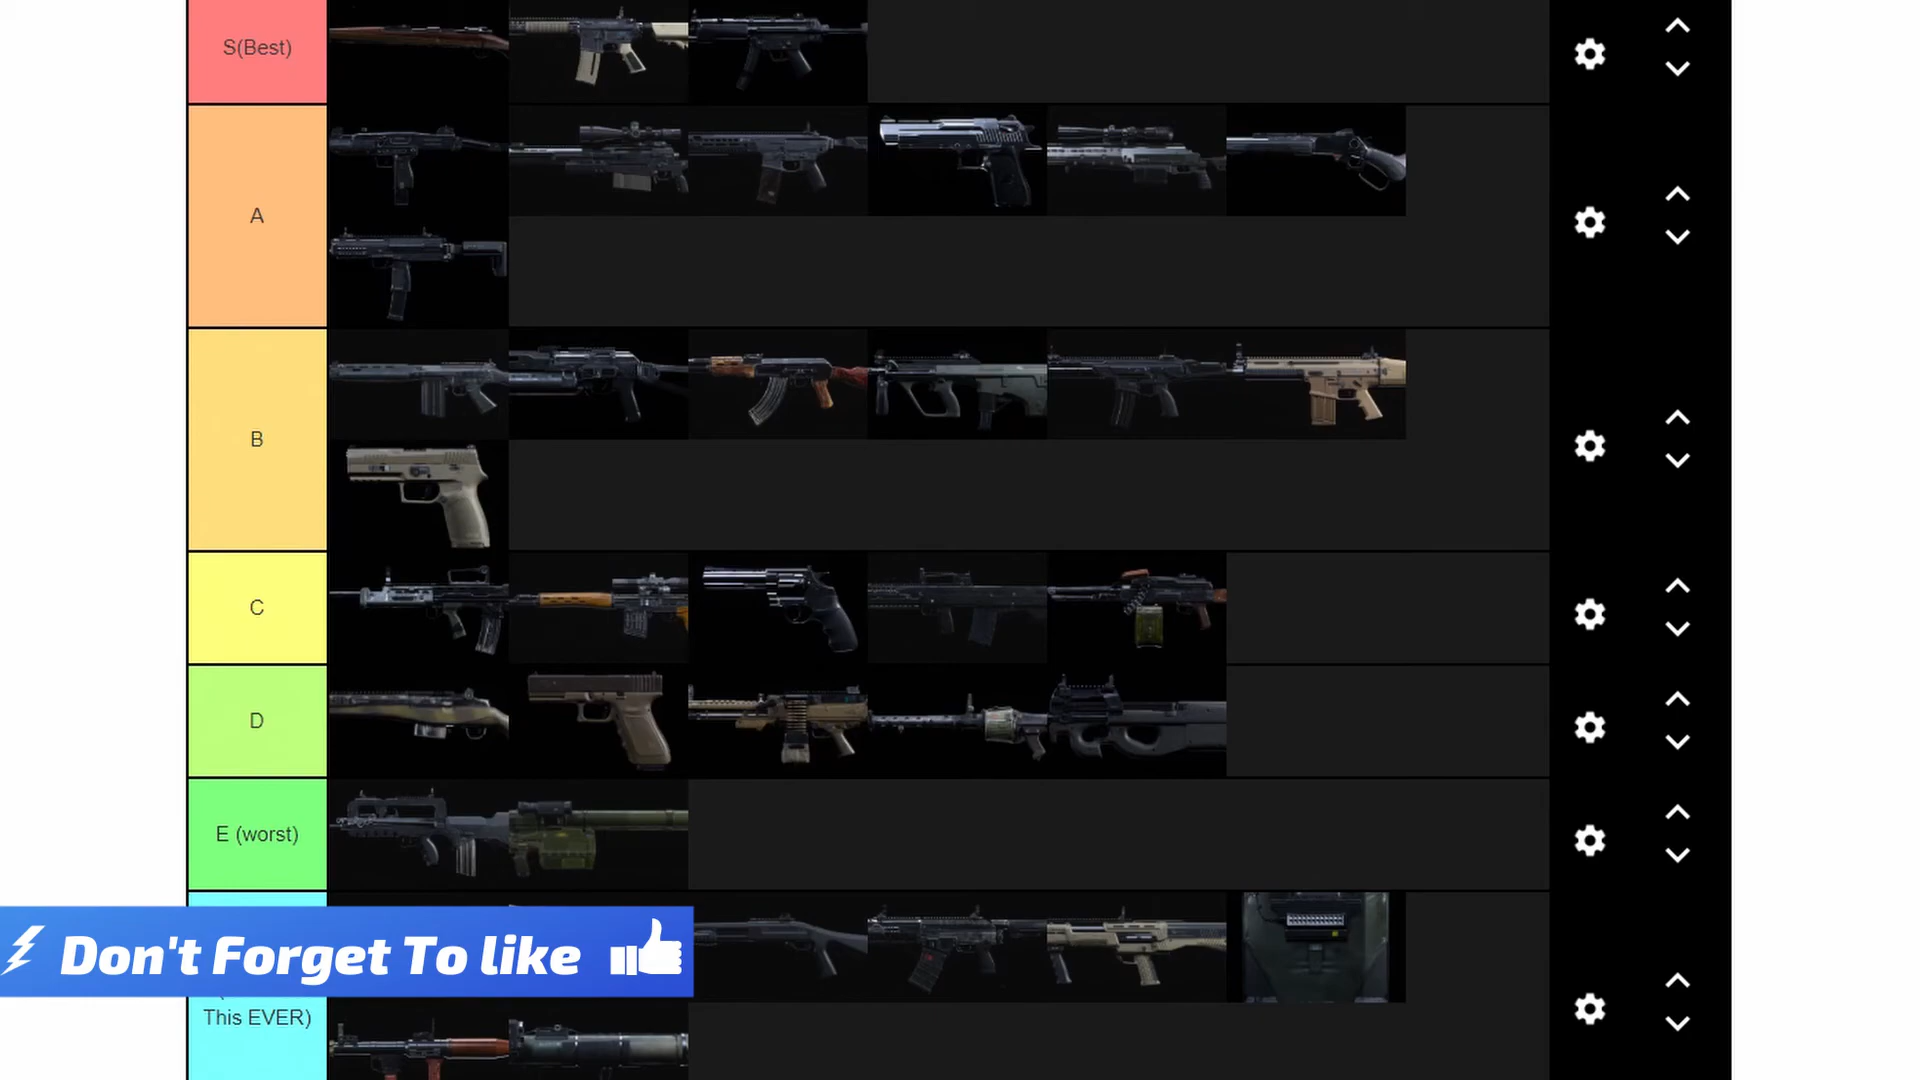 S(Best)
A
B
C
D
E (worst)
Don't Forget To like
This EVER)